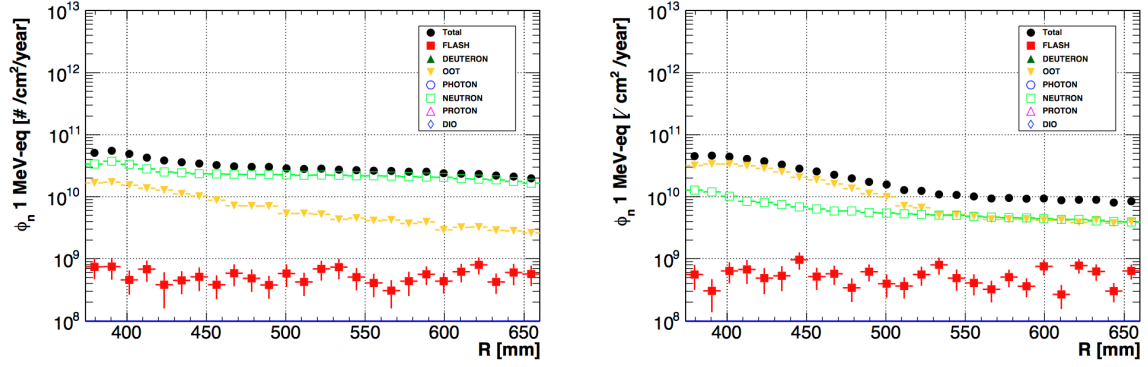 ϕn 1 MeV-eq [# /cm2/year]
10^13
10^12
10^11
10^10
10^9
10^8
Total
FLASH
DEUTERON
OOT
PHOTON
NEUTRON
PROTON
DIO
400 450 500 550 600 650
R [mm]
ϕn 1 MeV-eq [/ cm2 /year]
10^13
10^12
10^11
10^10
10^9
10^8
Total
FLASH
DEUTERON
OOT
PHOTON
NEUTRON
PROTON
DIO
400 450 500 550 600 650
R [mm]